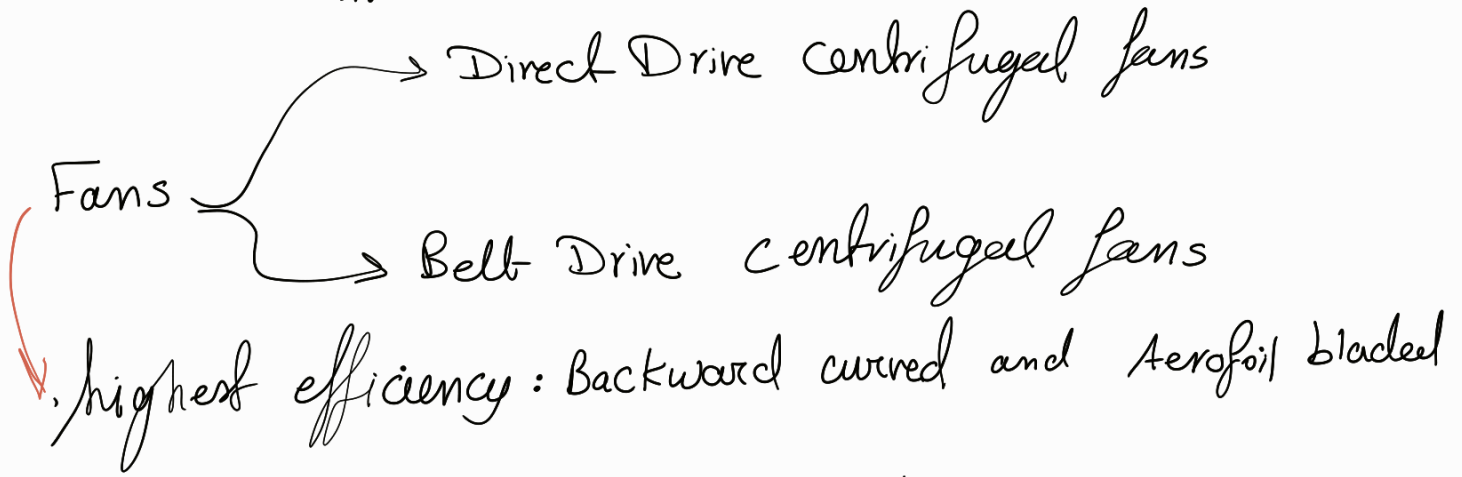 Direct Drive centrifugal fans
Fans
Belt Drive centrifugal fans
highest efficiency : Backward curved and Aerofoil bladed